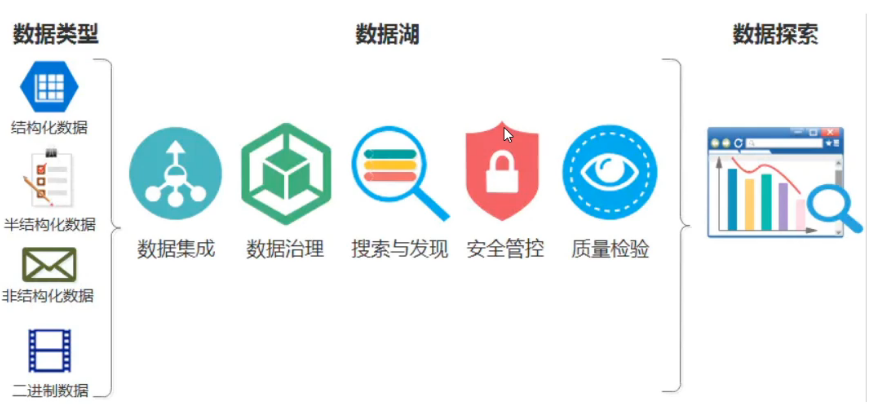 数据类型
数据湖
数据探索
结构化数据
半结构化数据
非结构化数据
二进制数据
数据集成
数据治理
搜索与发现
安全管控
质量检验